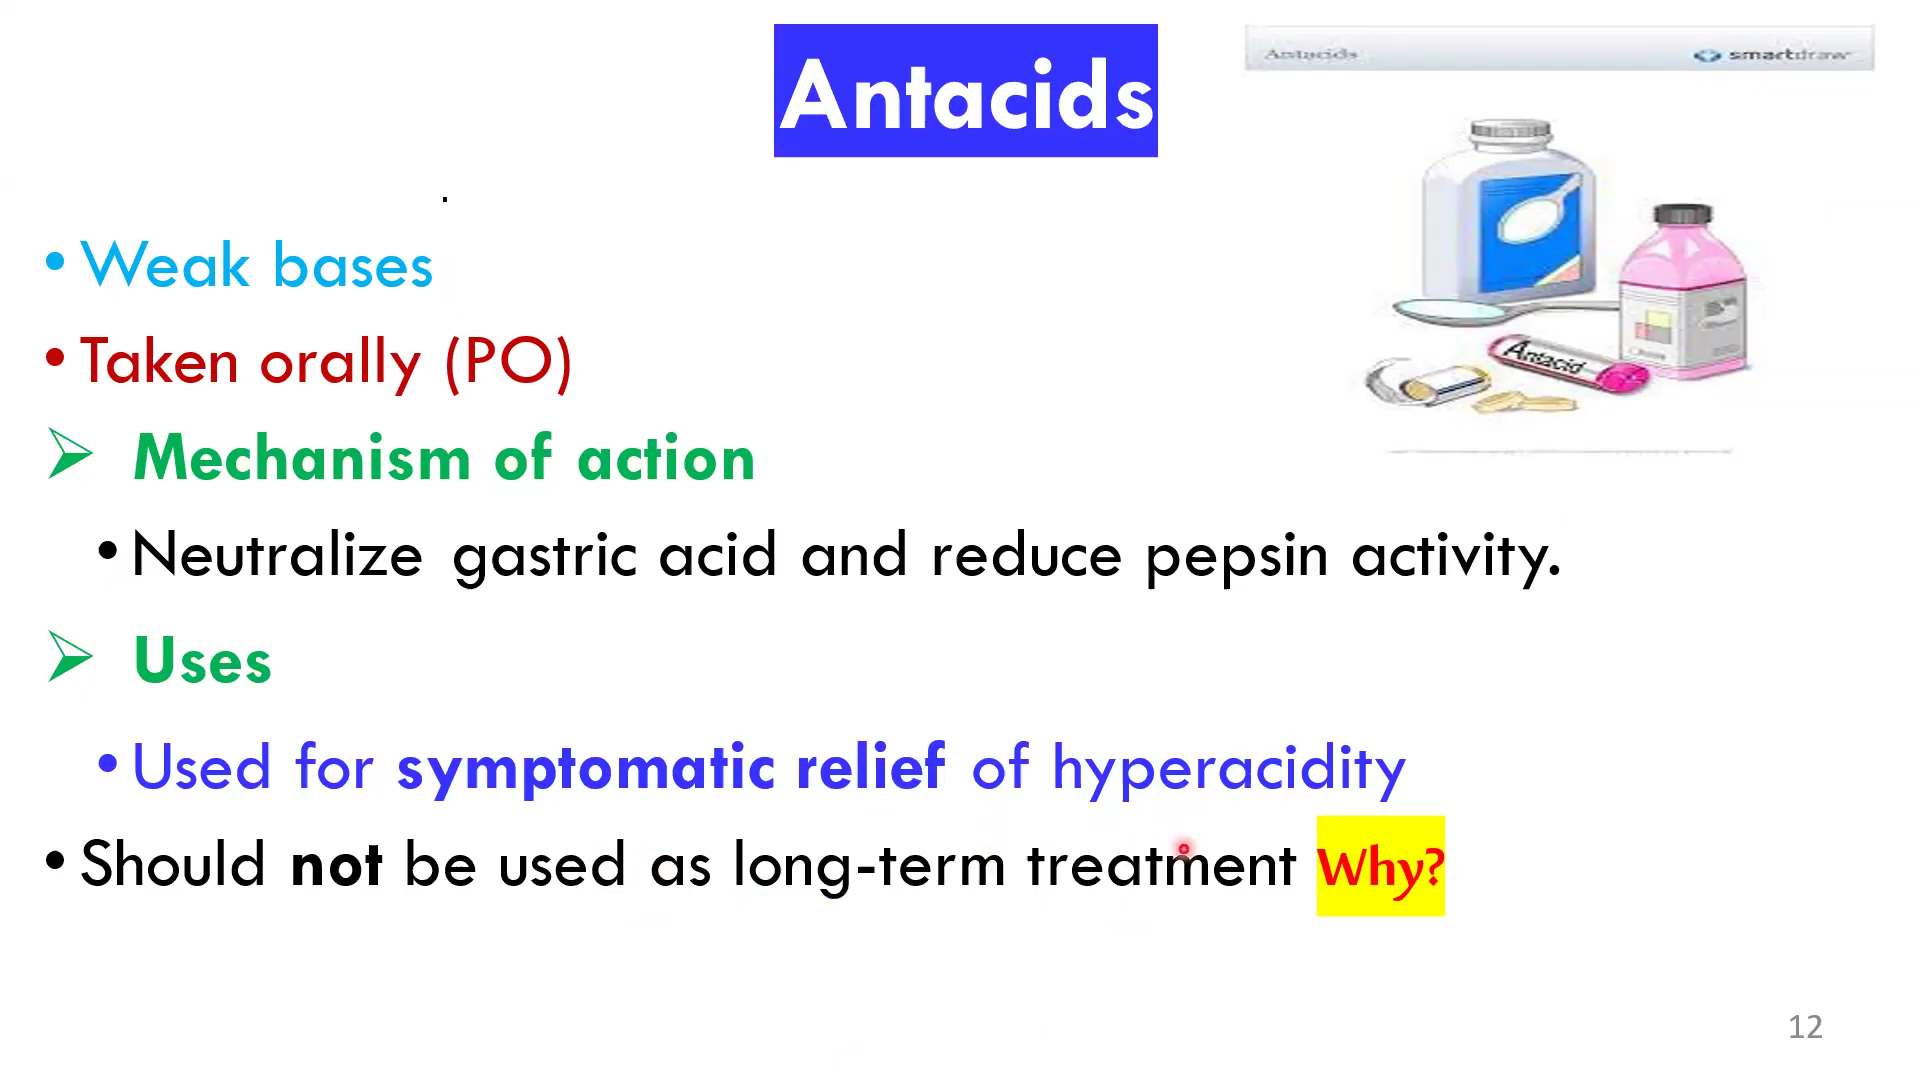 Antacids
Antacids
smartdraw
.
• Weak bases
• Taken orally (PO)
➢ Mechanism of action
• Neutralize gastric acid and reduce pepsin activity.
➢ Uses
• Used for symptomatic relief of hyperacidity
• Should not be used as long-term treatment Why?
Antacid
12